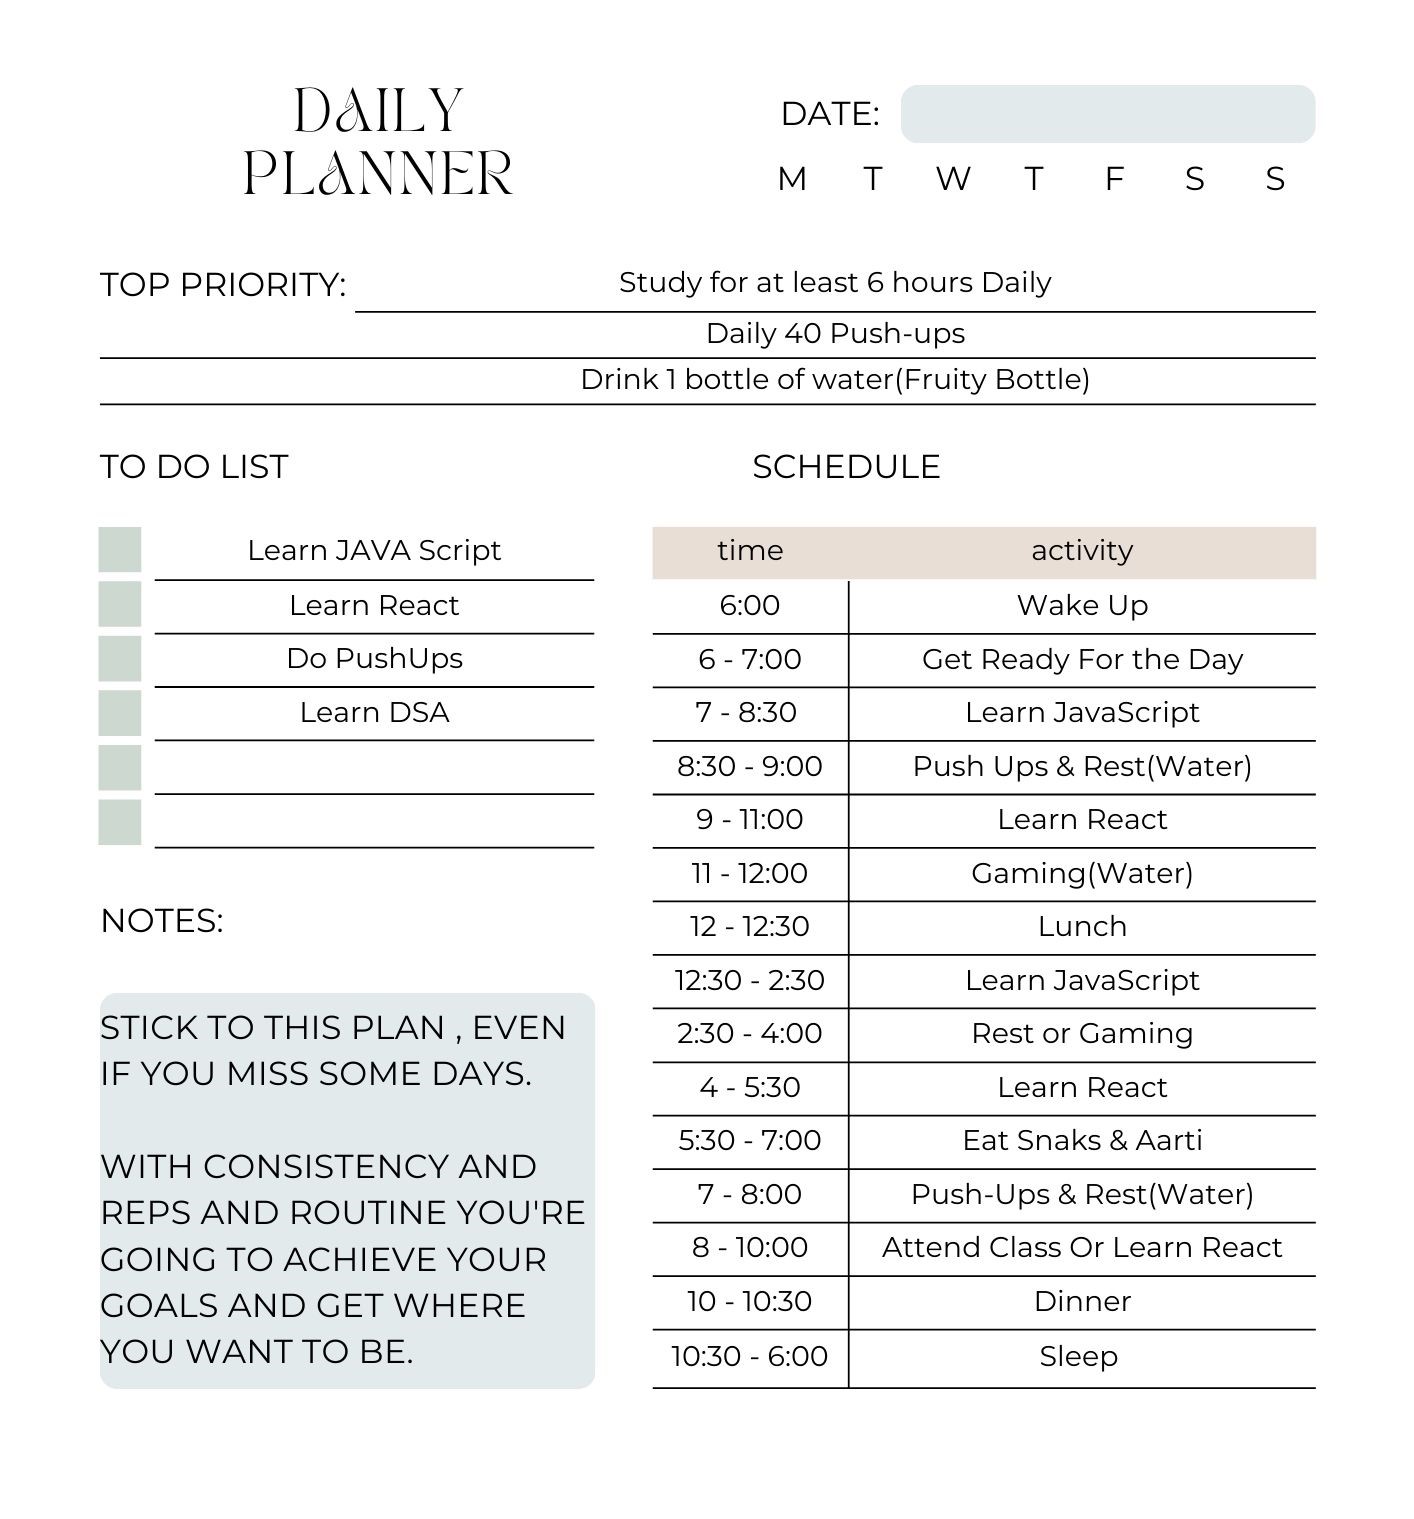 DAILY
PLANNER
DATE:
M T W T F S S
TOP PRIORITY: Study for at least 6 hours Daily
Daily 40 Push-ups
Drink 1 bottle of water(Fruity Bottle)
TO DO LIST
Learn JAVA Script
Learn React
Do PushUps
Learn DSA
NOTES:
STICK TO THIS PLAN , EVEN
IF YOU MISS SOME DAYS.
WITH CONSISTENCY AND
REPS AND ROUTINE YOU'RE
GOING TO ACHIEVE YOUR
GOALS AND GET WHERE
YOU WANT TO BE.
SCHEDULE
time activity
6:00 Wake Up
6 - 7:00 Get Ready For the Day
7 - 8:30 Learn JavaScript
8:30 - 9:00 Push Ups & Rest(Water)
9 - 11:00 Learn React
11 - 12:00 Gaming(Water)
12 - 12:30 Lunch
12:30 - 2:30 Learn JavaScript
2:30 - 4:00 Rest or Gaming
4 - 5:30 Learn React
5:30 - 7:00 Eat Snaks & Aarti
7 - 8:00 Push-Ups & Rest(Water)
8 - 10:00 Attend Class Or Learn React
10 - 10:30 Dinner
10:30 - 6:00 Sleep